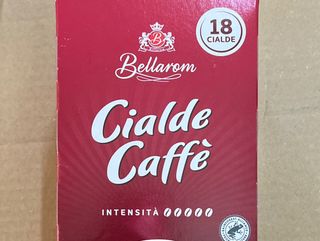 18
CIALDE
Bellarom
Cialde
Caffè
INTENSITÀ